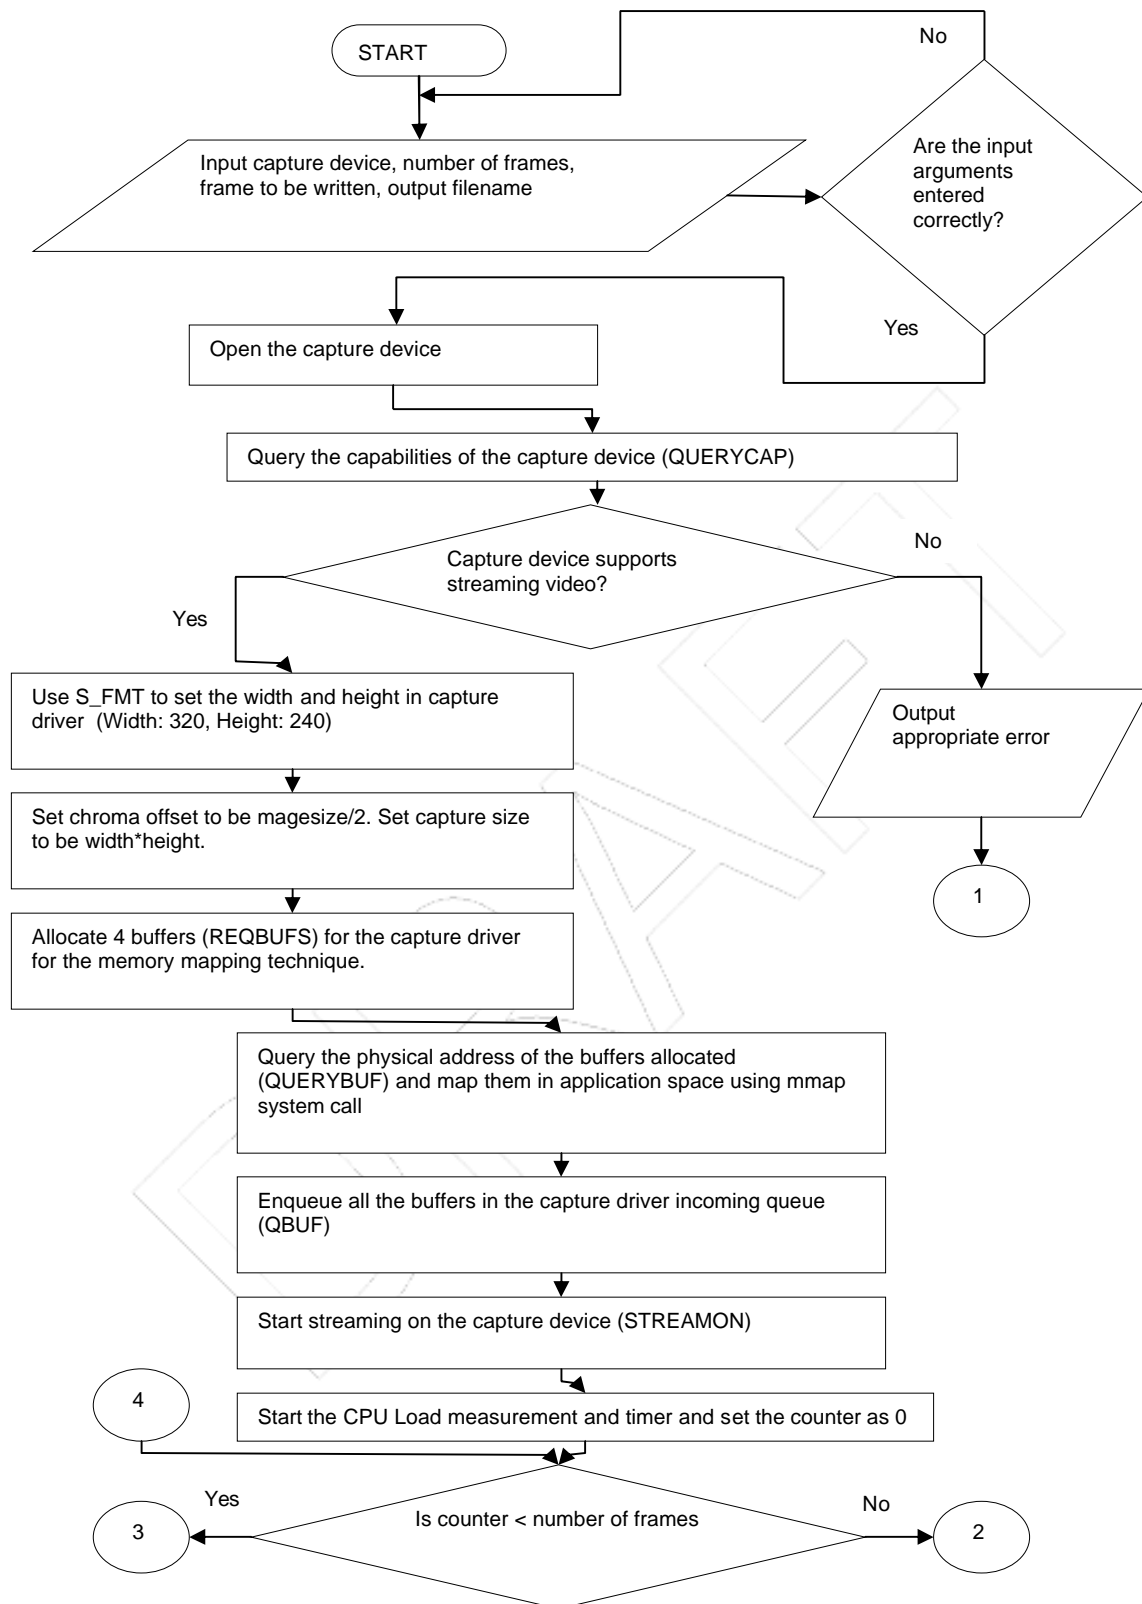 START
No
Input capture device, number of frames,
frame to be written, output filename
Are the input
arguments
entered
correctly?
Yes
Open the capture device
Query the capabilities of the capture device (QUERYCAP)
Capture device supports
streaming video?
No
Yes
Use S_FMT to set the width and height in capture
driver  (Width: 320, Height: 240)
Output
appropriate error
Set chroma offset to be magesize/2. Set capture size
to be width*height.
1
Allocate 4 buffers (REQBUFS) for the capture driver
for the memory mapping technique.
Query the physical address of the buffers allocated
(QUERYBUF) and map them in application space using mmap
system call
Enqueue all the buffers in the capture driver incoming queue
(QBUF)
Start streaming on the capture device (STREAMON)
4
Start the CPU Load measurement and timer and set the counter as 0
Yes
Is counter < number of frames
No
3
2
DRAFT